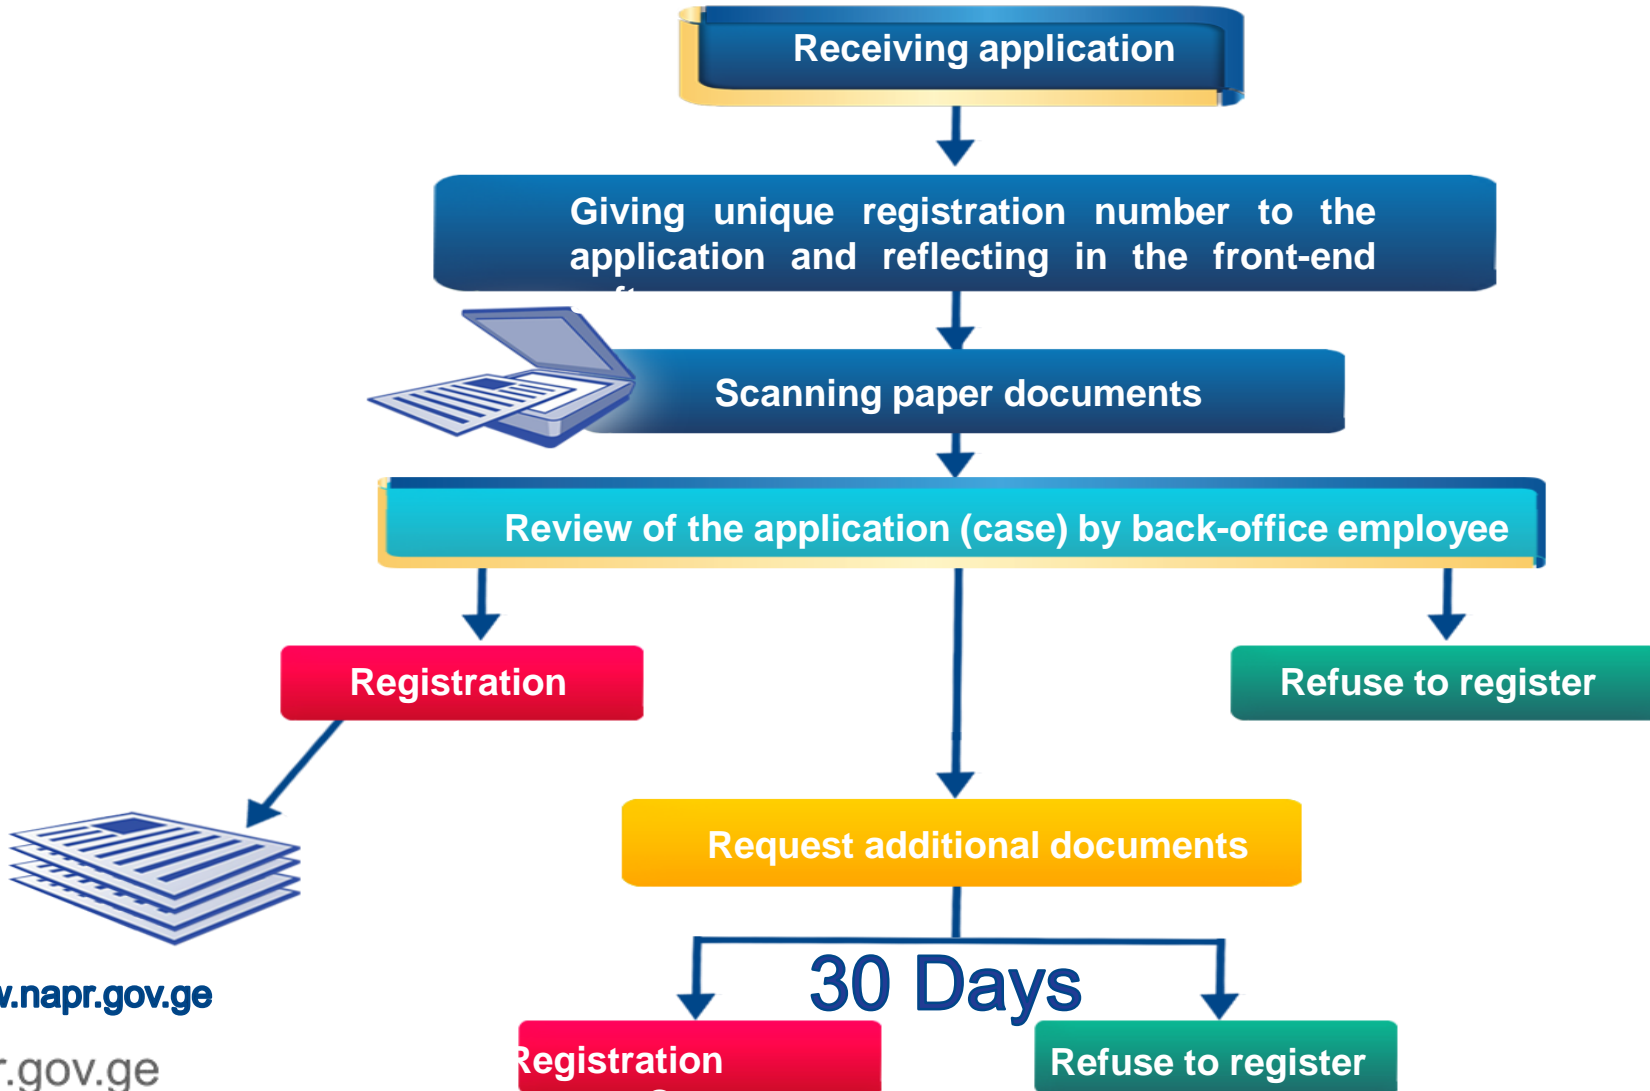 Receiving application
Giving unique registration number to the
application and reflecting in the front-end
Scanning paper documents
Review of the application (case) by back-office employee
Registration
Refuse to register
Request additional documents
30 Days
.napr.gov.ge
Registration
Refuse to register
.gov.ge